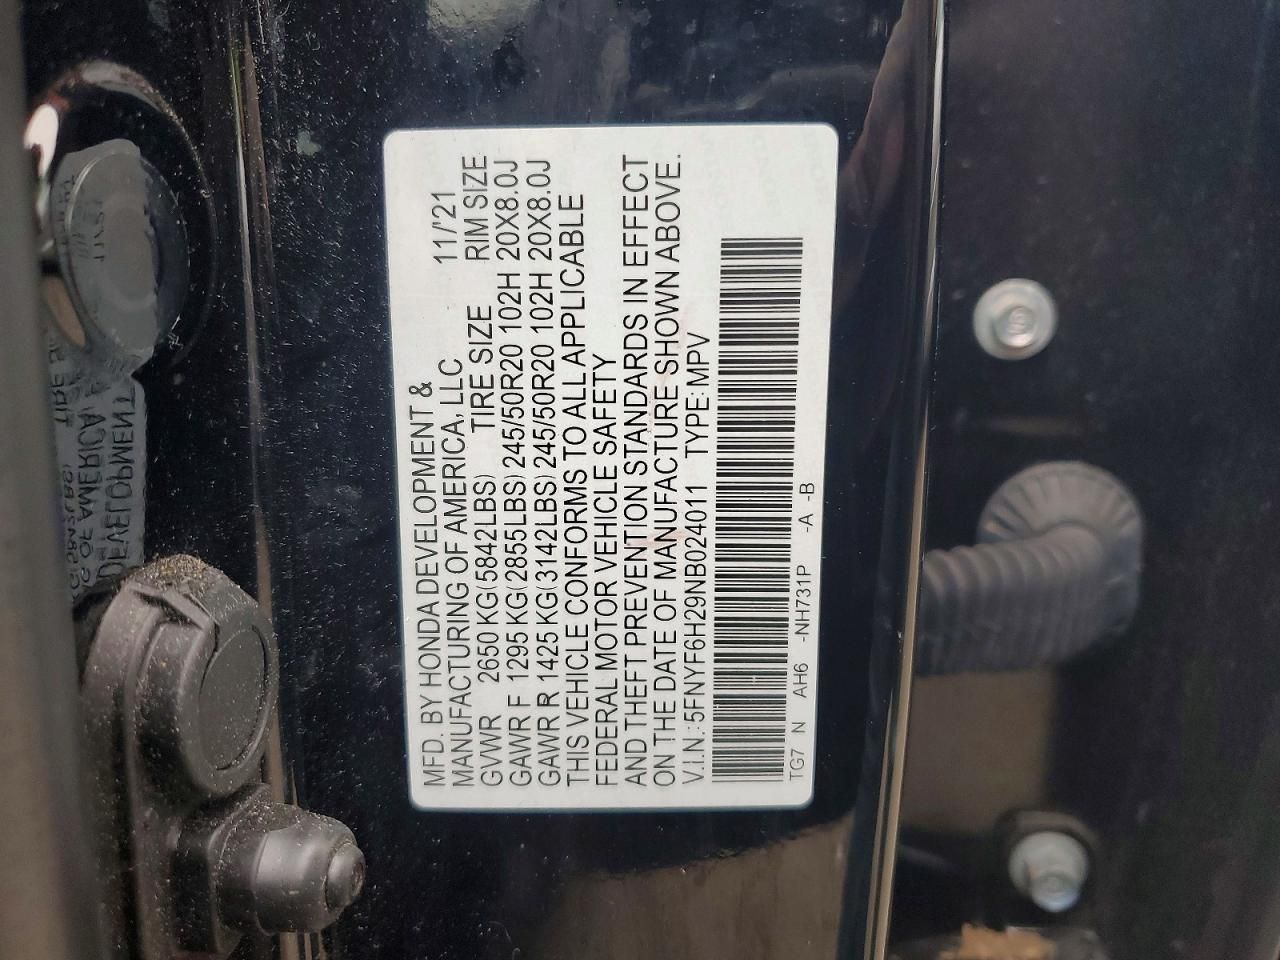 MFD. BY HONDA DEVELOPMENT &
MANUFACTURING OF AMERICA, LLC 11/'21
GVWR 2650 KG(5842LBS) TIRE SIZE RIM SIZE
GAWR F 1295 KG(2855LBS) 245/50R20 102H 20X8.0J
GAWR R 1425 KG(3142LBS) 245/50R20 102H 20X8.0J
THIS VEHICLE CONFORMS TO ALL APPLICABLE
FEDERAL MOTOR VEHICLE SAFETY
AND THEFT PREVENTION STANDARDS IN EFFECT
ON THE DATE OF MANUFACTURE SHOWN ABOVE.
V.I.N.: 5FNYF6H29NB024011 TYPE:MPV
TG7 N AH6 -NH731P -A -B